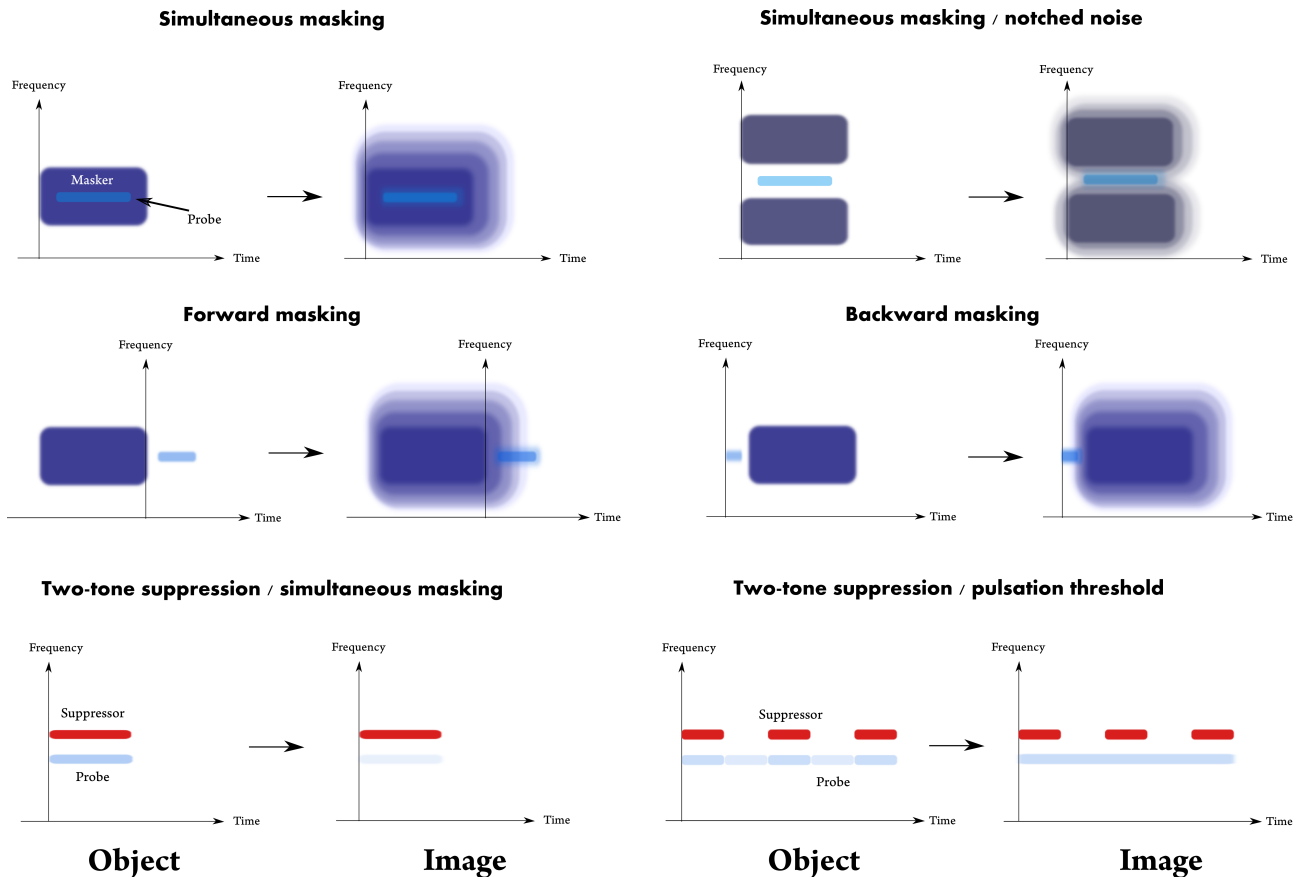 Simultaneous masking
Simultaneous masking / notched noise
Frequency
Masker
Probe
Time
Frequency
Time
Frequency
Time
Frequency
Time
Forward masking
Backward masking
Frequency
Time
Frequency
Time
Frequency
Time
Frequency
Time
Two-tone suppression / simultaneous masking
Two-tone suppression / pulsation threshold
Frequency
Suppressor
Probe
Time
Frequency
Time
Frequency
Suppressor
Probe
Time
Frequency
Time
Object
Image
Object
Image